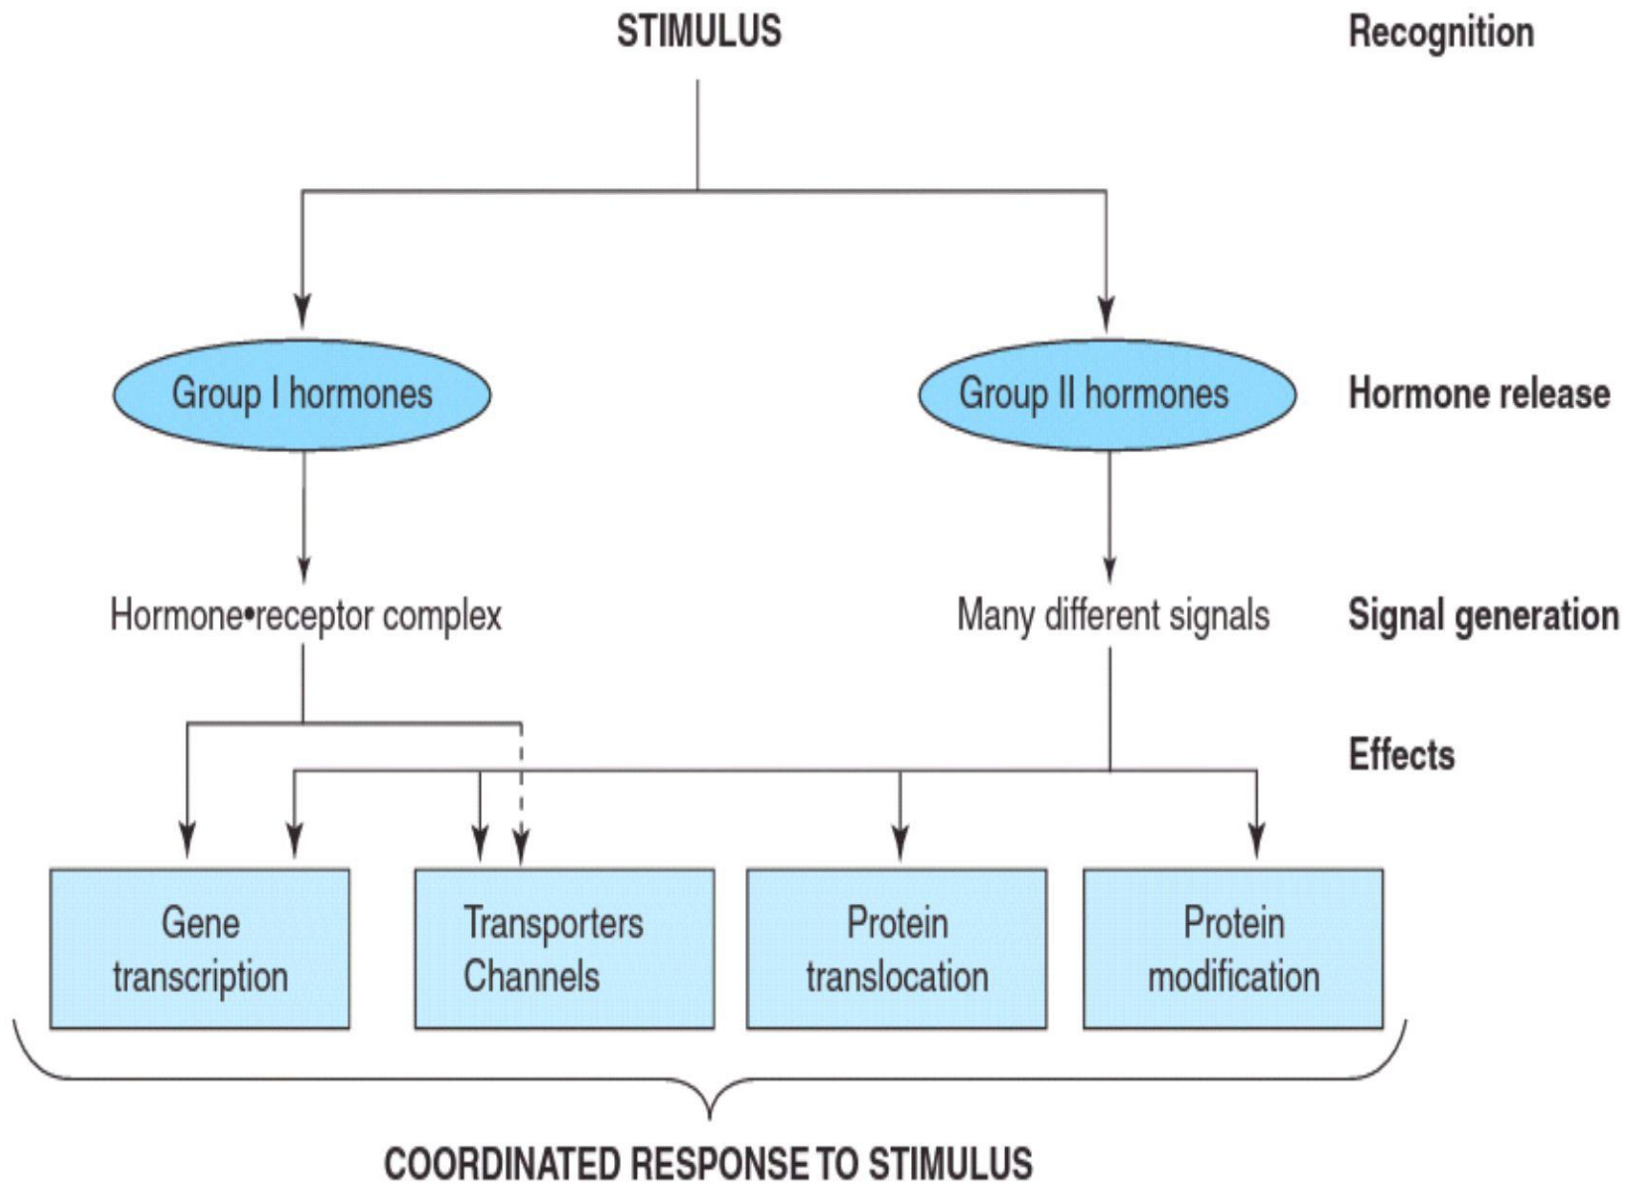 STIMULUS
Recognition
Group I hormones
Group II hormones
Hormone release
Hormone•receptor complex
Many different signals
Signal generation
Effects
Gene
transcription
Transporters
Channels
Protein
translocation
Protein
modification
COORDINATED RESPONSE TO STIMULUS